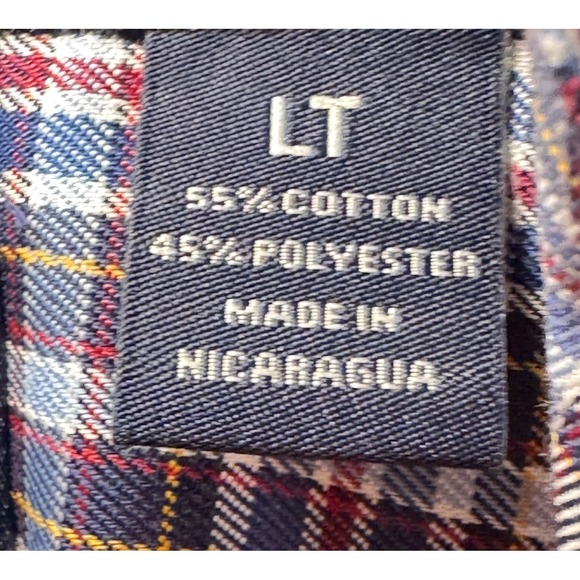 LT
55% COTTON
45% POLYESTER
MADE IN
NICARAGUA